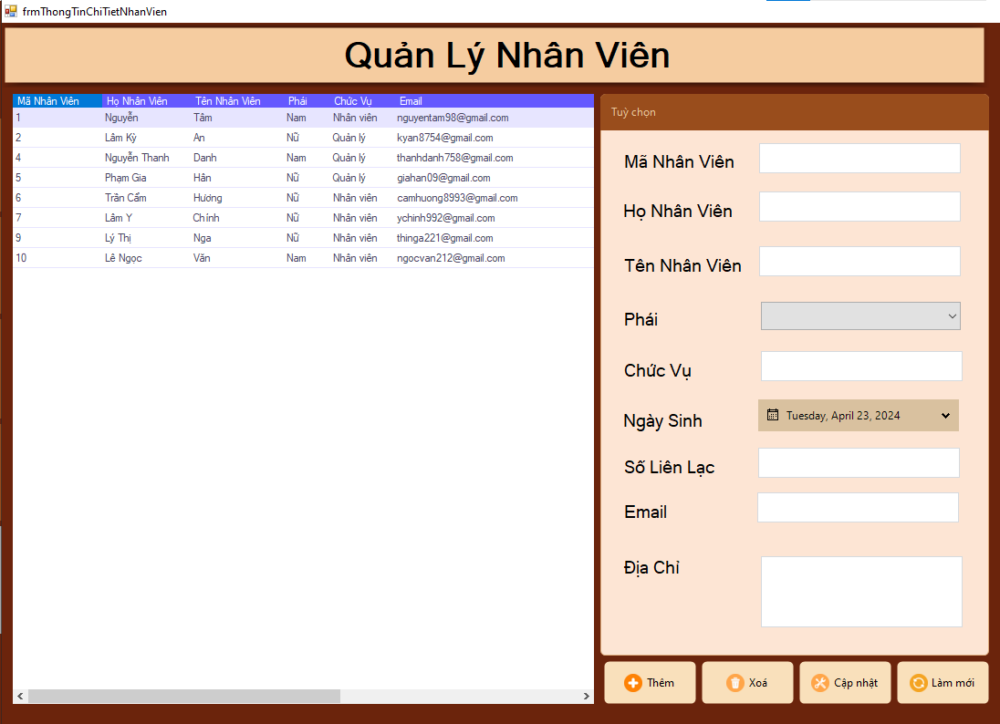 frmThongTinChiTietNhanVien
Quản Lý Nhân Viên
Mã Nhân Viên Họ Nhân Viên Tên Nhân Viên Phái Chức Vụ Email
1 Nguyễn Tâm Nam Nhân viên nguyentam98@gmail.com
2 Lâm Kỳ An Nữ Quản lý kyan8754@gmail.com
4 Nguyễn Thanh Danh Nam Quản lý thanhdanh758@gmail.com
5 Phạm Gia Hân Nữ Quản lý giahan09@gmail.com
6 Trần Cẩm Hương Nữ Nhân viên camhuong8993@gmail.com
7 Lâm Y Chính Nữ Nhân viên ychinh992@gmail.com
9 Lý Thị Nga Nữ Nhân viên thinga221@gmail.com
10 Lê Ngọc Văn Nam Nhân viên ngocvan212@gmail.com
Tuỳ chọn
Mã Nhân Viên
Họ Nhân Viên
Tên Nhân Viên
Phái
Chức Vụ
Ngày Sinh Tuesday, April 23, 2024
Số Liên Lạc
Email
Địa Chỉ
Thêm Xoá Cập nhật Làm mới